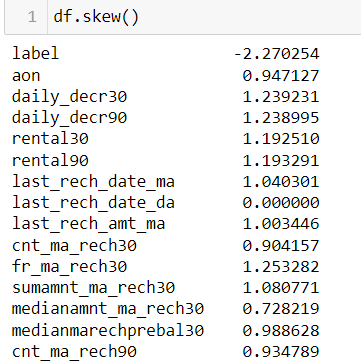 1 df.skew()
label -2.270254
aon 0.947127
daily_decr30 1.239231
daily_decr90 1.238995
rental30 1.192510
rental90 1.193291
last_rech_date_ma 1.040301
last_rech_date_da 0.000000
last_rech_amt_ma 1.003446
cnt_ma_rech30 0.904157
fr_ma_rech30 1.253282
sumamnt_ma_rech30 1.080771
medianamnt_ma_rech30 0.728219
medianmarechprebal30 0.988628
cnt_ma_rech90 0.934789